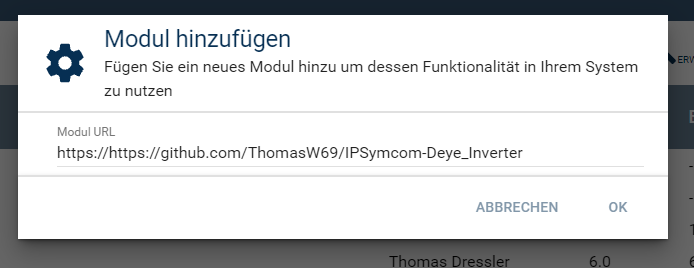 Modul hinzufügen
Fügen Sie ein neues Modul hinzu um dessen Funktionalität in Ihrem System
zu nutzen
Modul URL
https://https://github.com/ThomasW69/IPSymcom-Deye_Inverter
ABBRECHEN OK
Thomas Dressler 6.0